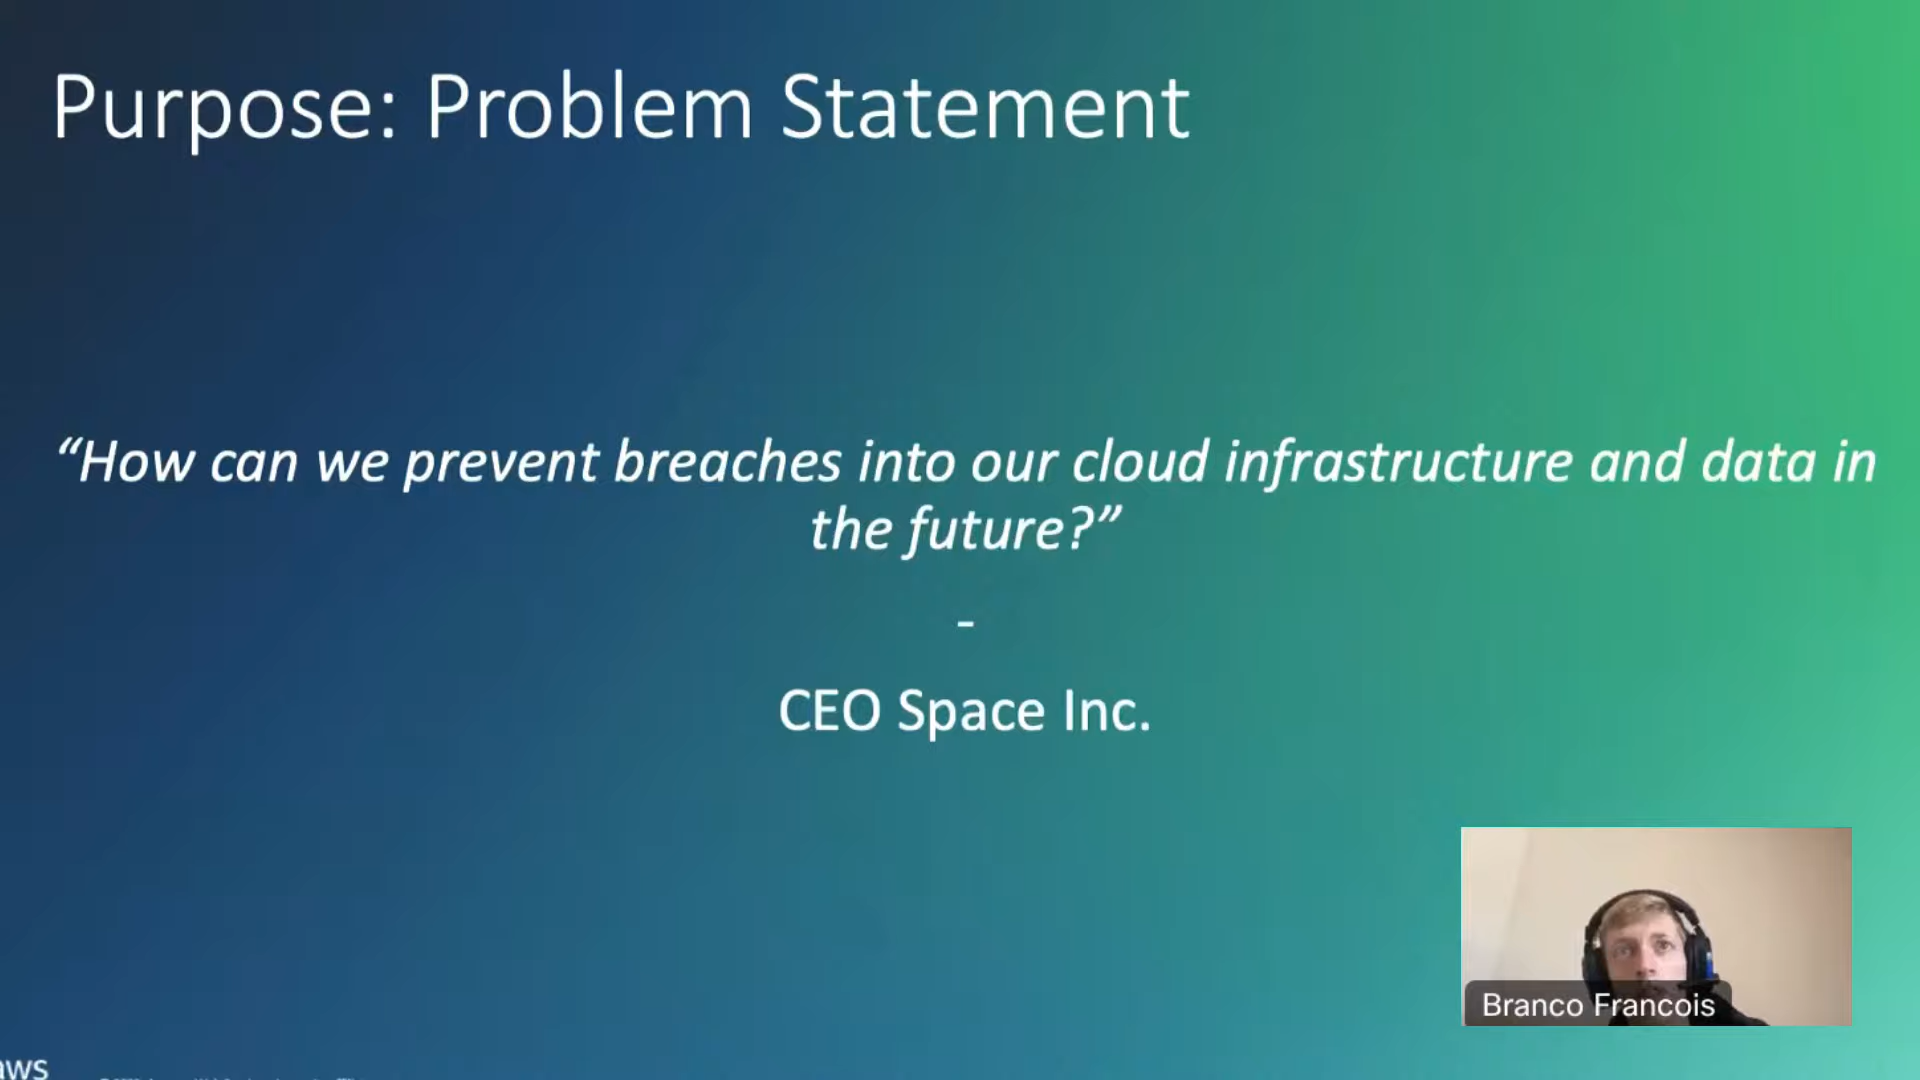 Purpose: Problem Statement
“How can we prevent breaches into our cloud infrastructure and data in
the future?”
-
CEO Space Inc.
Branco Francois
aws